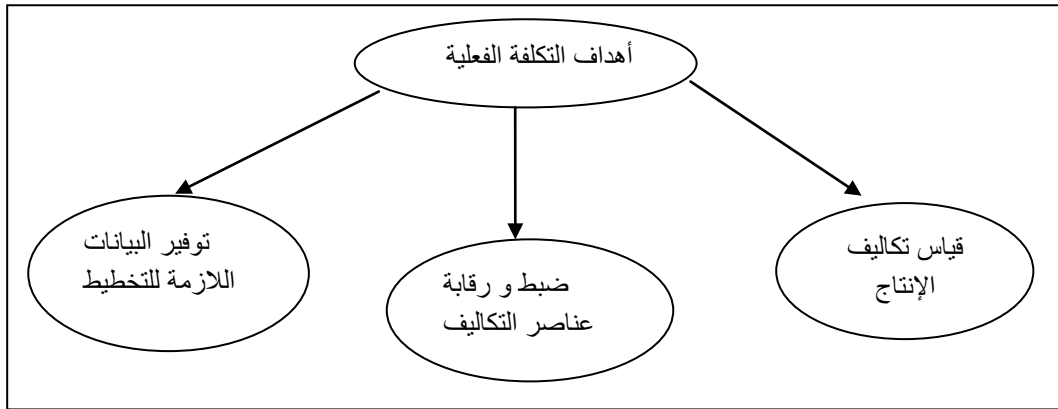 أهداف التكلفة الفعلية
قياس تكاليف
الإنتاج
ضبط و رقابة
عناصر التكاليف
توفير البيانات
اللازمة للتخطيط